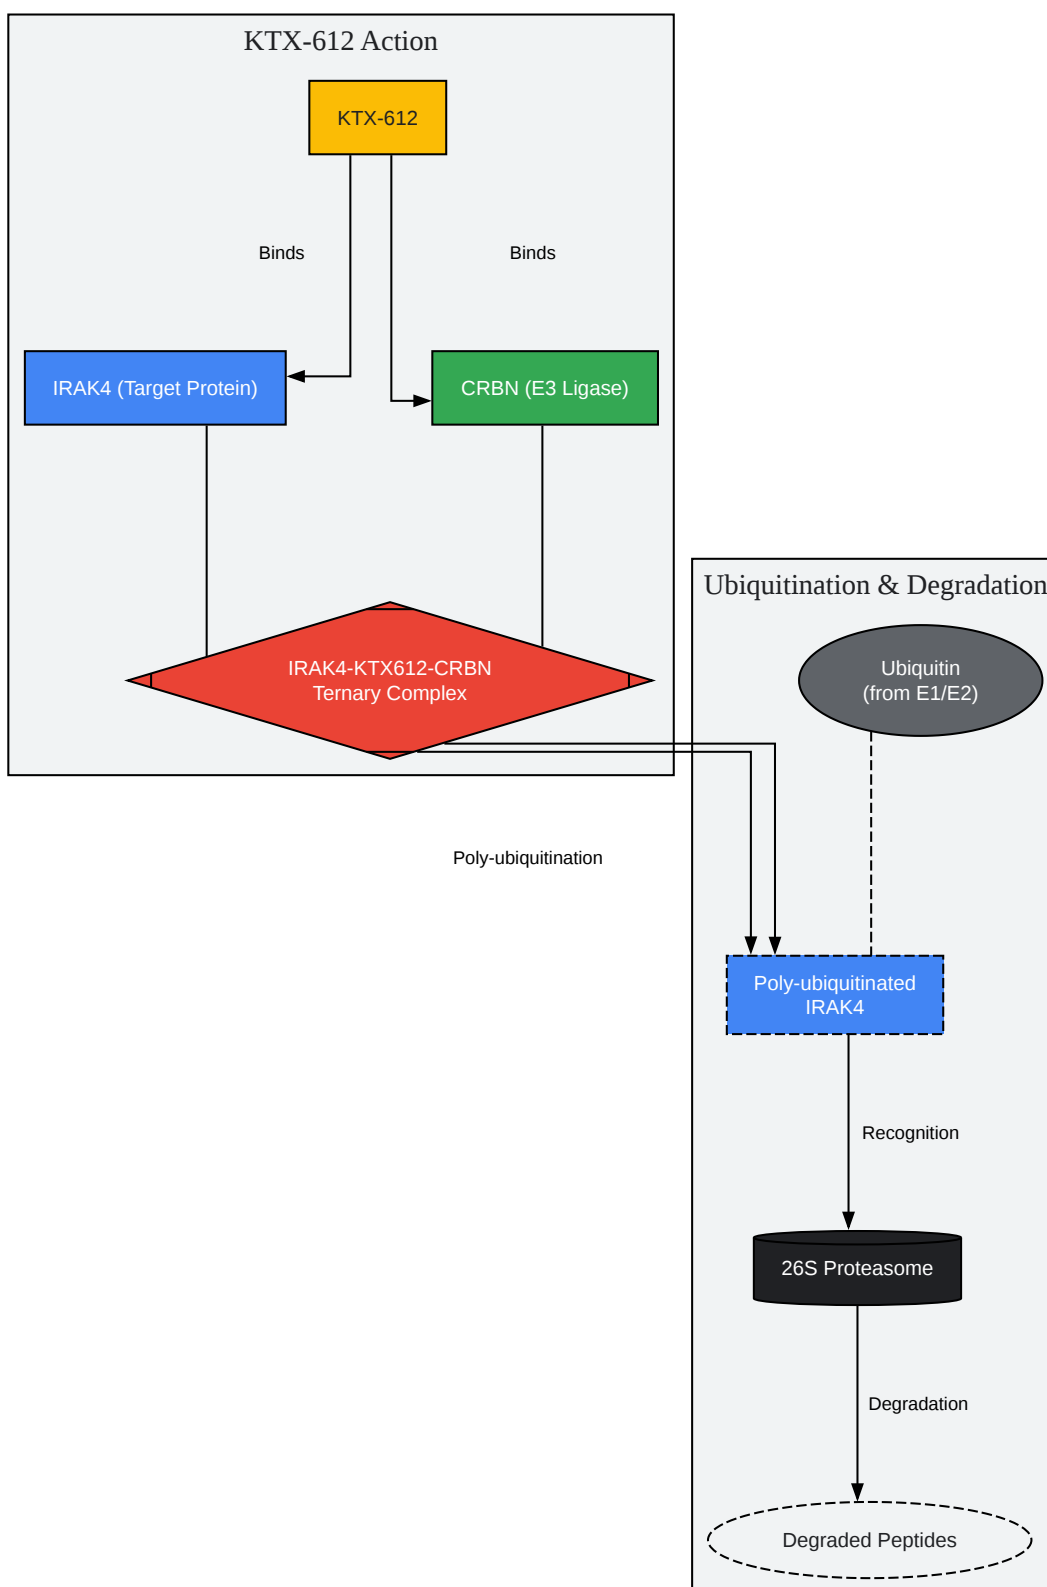 KTX-612 Action
KTX-612
Binds
Binds
IRAK4 (Target Protein)
CRBN (E3 Ligase)
Ubiquitination & Degradation
IRAK4-KTX612-CRBN
Ternary Complex
Ubiquitin
(from E1/E2)
Poly-ubiquitination
Poly-ubiquitinated
IRAK4
Recognition
26S Proteasome
Degradation
Degraded Peptides